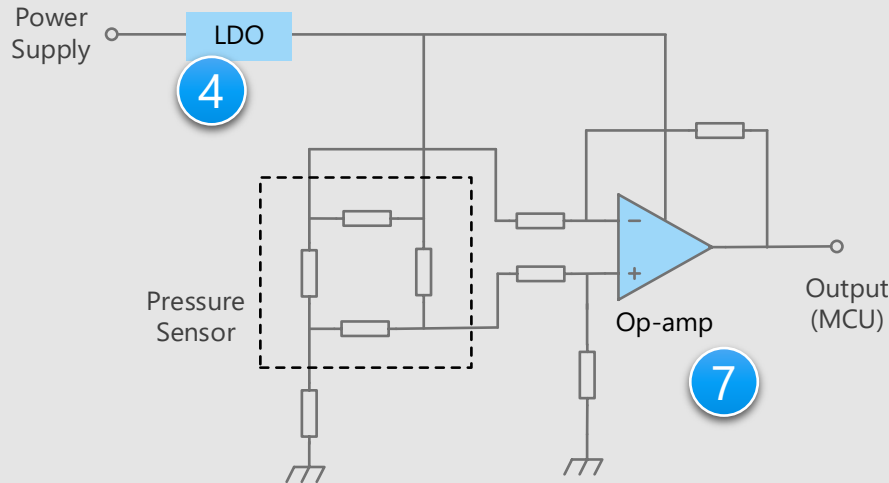 Power
Supply
LDO
4
Pressure
Sensor
−
+
Op-amp
Output
(MCU)
7